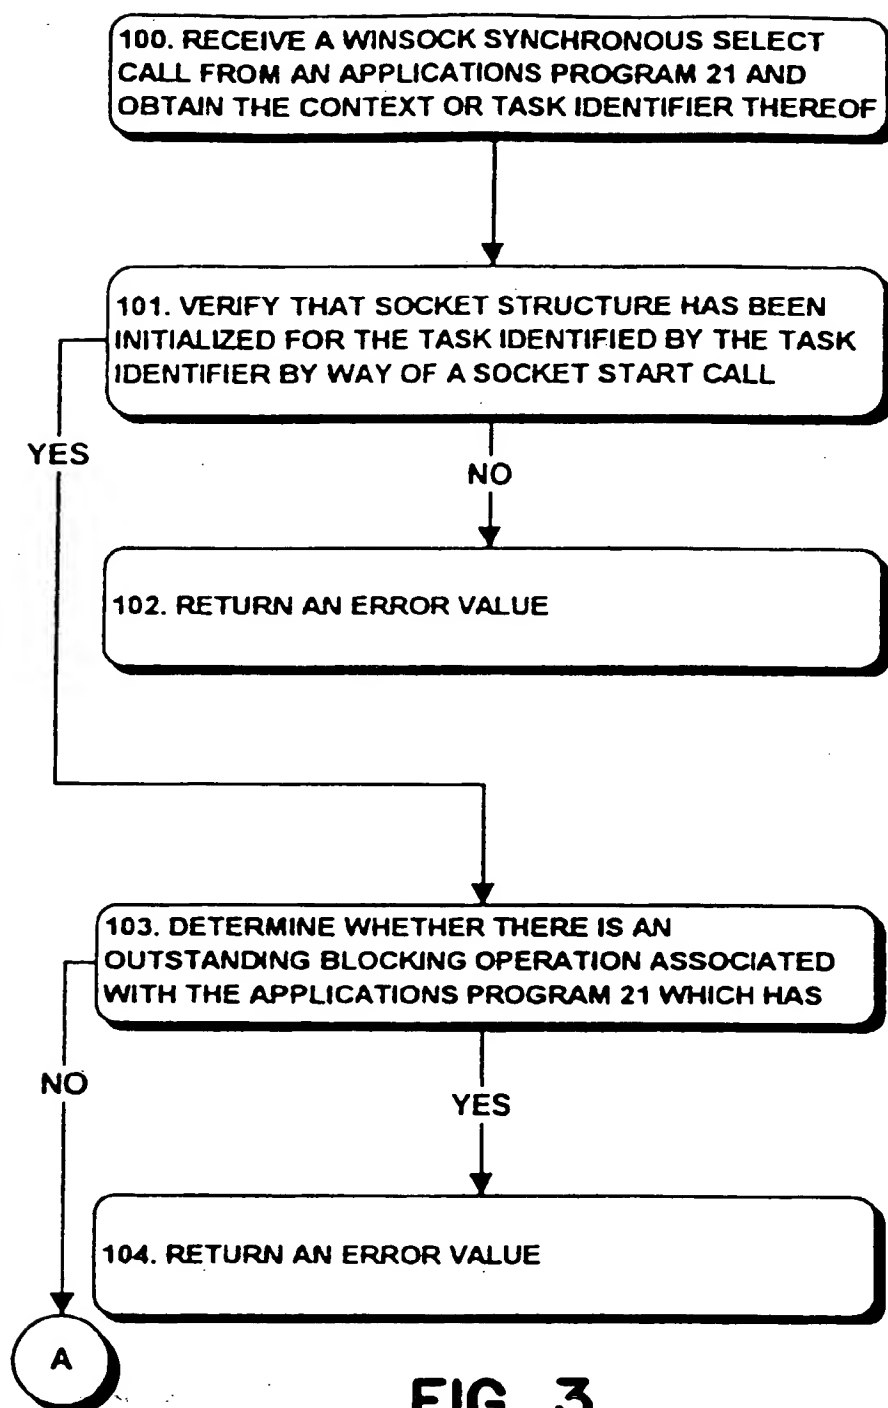 100. RECEIVE A WINSOCK SYNCHRONOUS SELECT
CALL FROM AN APPLICATIONS PROGRAM 21 AND
OBTAIN THE CONTEXT OR TASK IDENTIFIER THEREOF
101. VERIFY THAT SOCKET STRUCTURE HAS BEEN
INITIALIZED FOR THE TASK IDENTIFIED BY THE TASK
IDENTIFIER BY WAY OF A SOCKET START CALL
YES
NO
102. RETURN AN ERROR VALUE
103. DETERMINE WHETHER THERE IS AN
OUTSTANDING BLOCKING OPERATION ASSOCIATED
WITH THE APPLICATIONS PROGRAM 21 WHICH HAS
NO
YES
104. RETURN AN ERROR VALUE
A
FIG. 3